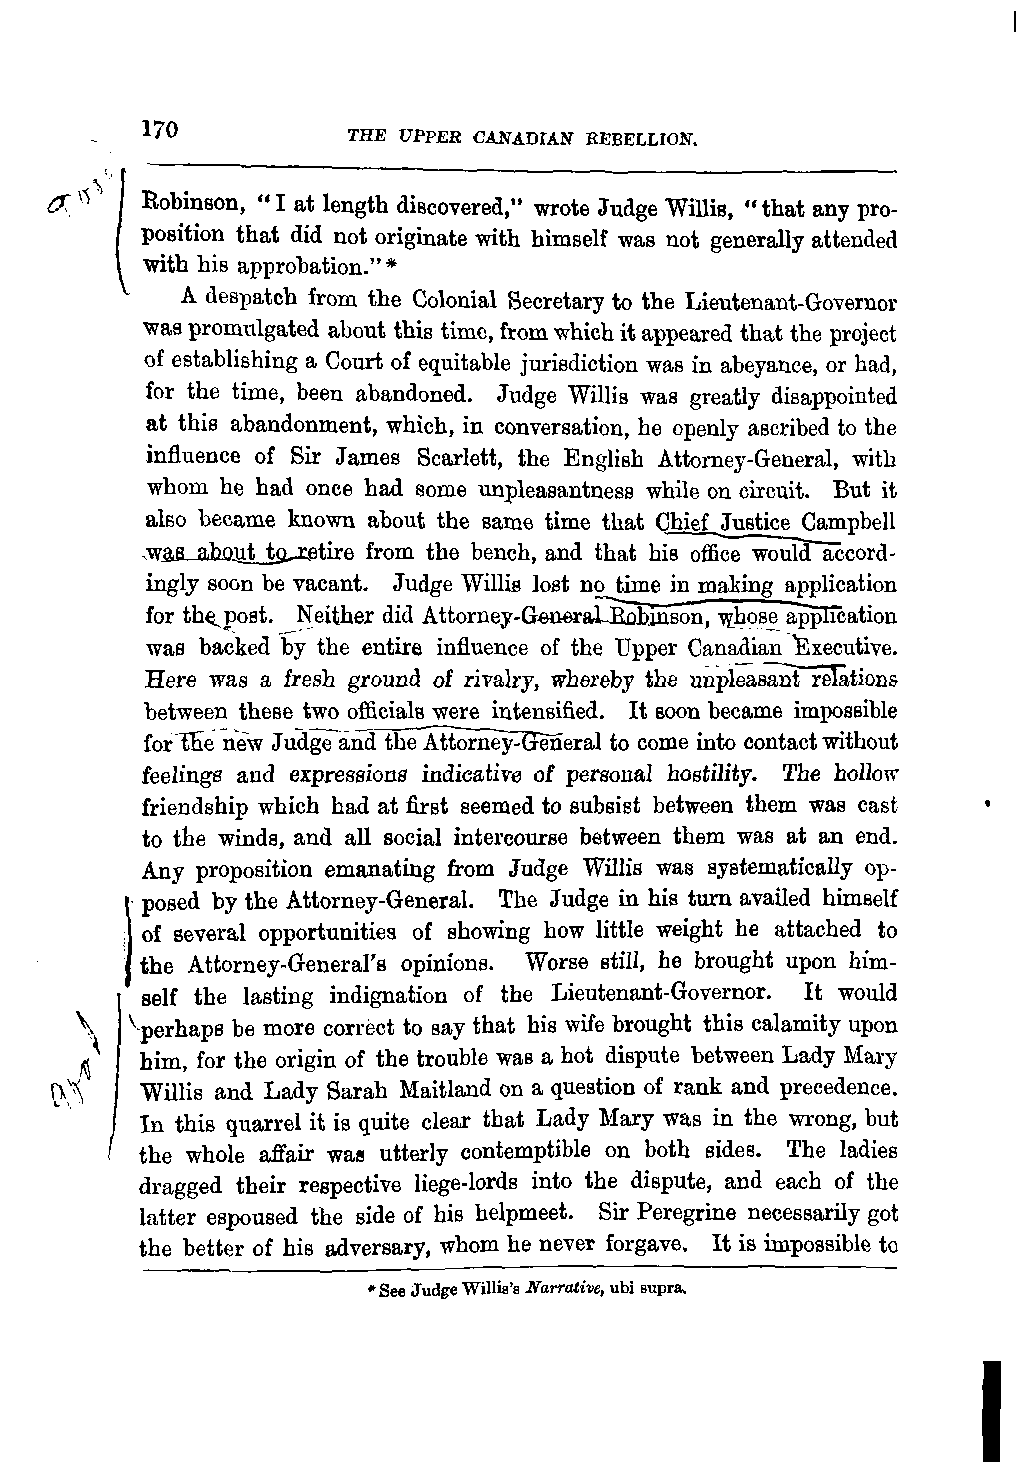 170
THE UPPER CANADIAN REBELLION.
Robinson, "I at length discovered," wrote Judge Willis, "that any pro-
position that did not originate with himself was not generally attended
with his approbation."*
A despatch from the Colonial Secretary to the Lieutenant-Governor
was promulgated about this time, from which it appeared that the project
of establishing a Court of equitable jurisdiction was in abeyance, or had,
for the time, been abandoned. Judge Willis was greatly disappointed
at this abandonment, which, in conversation, he openly ascribed to the
influence of Sir James Scarlett, the English Attorney-General, with
whom he had once had some unpleasantness while on circuit. But it
also became known about the same time that Chief Justice Campbell
was about to retire from the bench, and that his office would accord-
ingly soon be vacant. Judge Willis lost no time in making application
for the post. Neither did Attorney-General Robinson, whose application
was backed by the entire influence of the Upper Canadian Executive.
Here was a fresh ground of rivalry, whereby the unpleasant relations
between these two officials were intensified. It soon became impossible
for the new Judge and the Attorney-General to come into contact without
feelings and expressions indicative of personal hostility. The hollow
friendship which had at first seemed to subsist between them was cast
to the winds, and all social intercourse between them was at an end.
Any proposition emanating from Judge Willis was systematically op-
posed by the Attorney-General. The Judge in his turn availed himself
of several opportunities of showing how little weight he attached to
the Attorney-General's opinions. Worse still, he brought upon him-
self the lasting indignation of the Lieutenant-Governor. It would
perhaps be more correct to say that his wife brought this calamity upon
him, for the origin of the trouble was a hot dispute between Lady Mary
Willis and Lady Sarah Maitland on a question of rank and precedence.
In this quarrel it is quite clear that Lady Mary was in the wrong, but
the whole affair was utterly contemptible on both sides. The ladies
dragged their respective liege-lords into the dispute, and each of the
latter espoused the side of his helpmeet. Sir Peregrine necessarily got
the better of his adversary, whom he never forgave. It is impossible to
*See Judge Willis's Narrative, ubi supra.